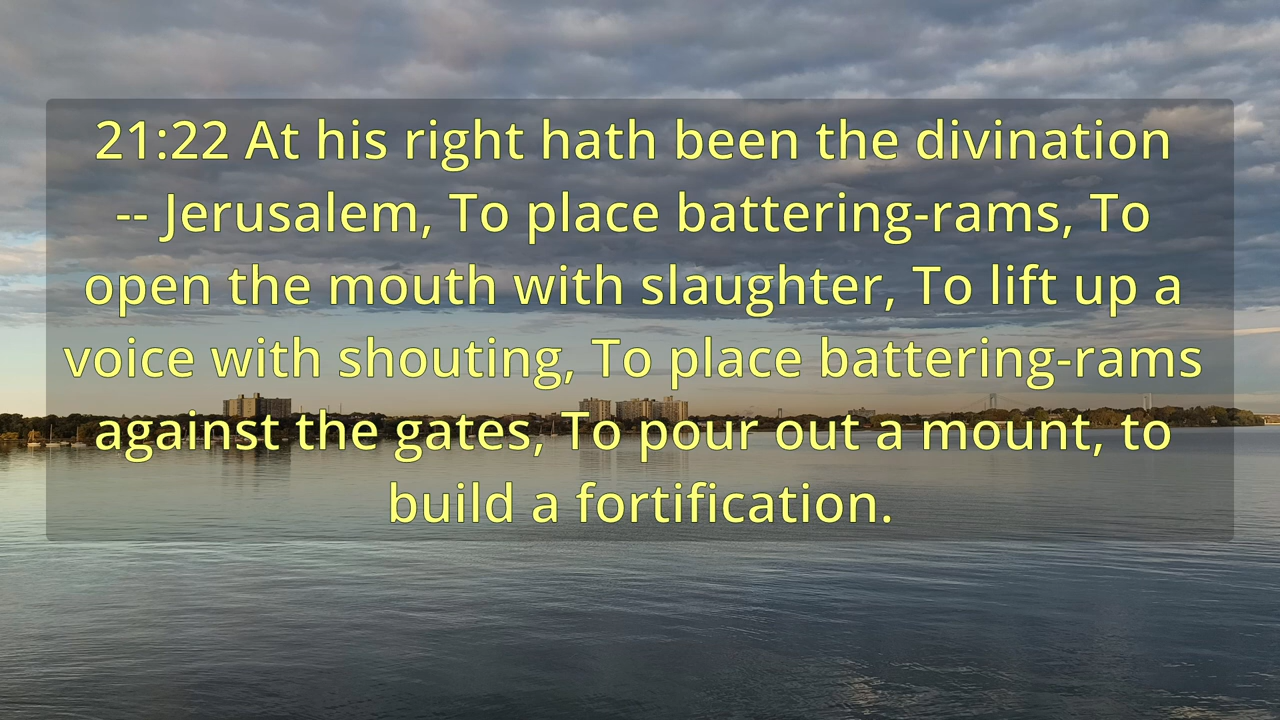 21:22 At his right hath been the divination
-- Jerusalem, To place battering-rams, To
open the mouth with slaughter, To lift up a
voice with shouting, To place battering-rams
against the gates, To pour out a mount, to
build a fortification.